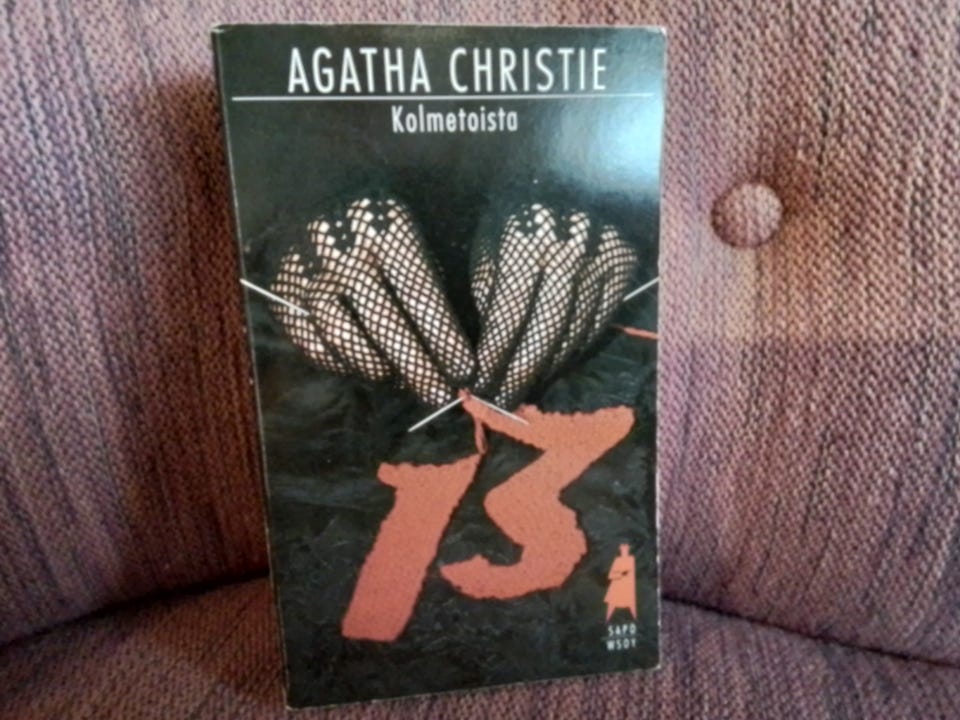 AGATHA CHRISTIE
Kolmetoista
13
SAPO
WSOY